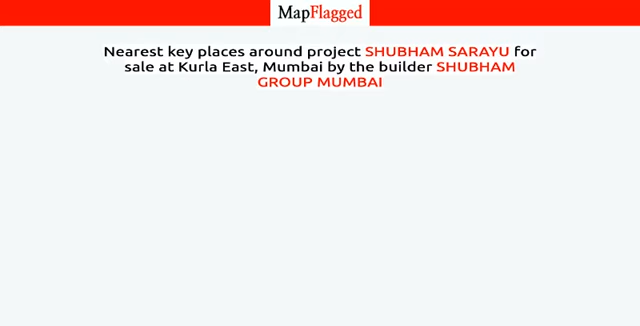 MapFlagged
Nearest key places around project SHUBHAM SARAYU for
sale at Kurla East, Mumbai by the builder SHUBHAM
GROUP MUMBAI